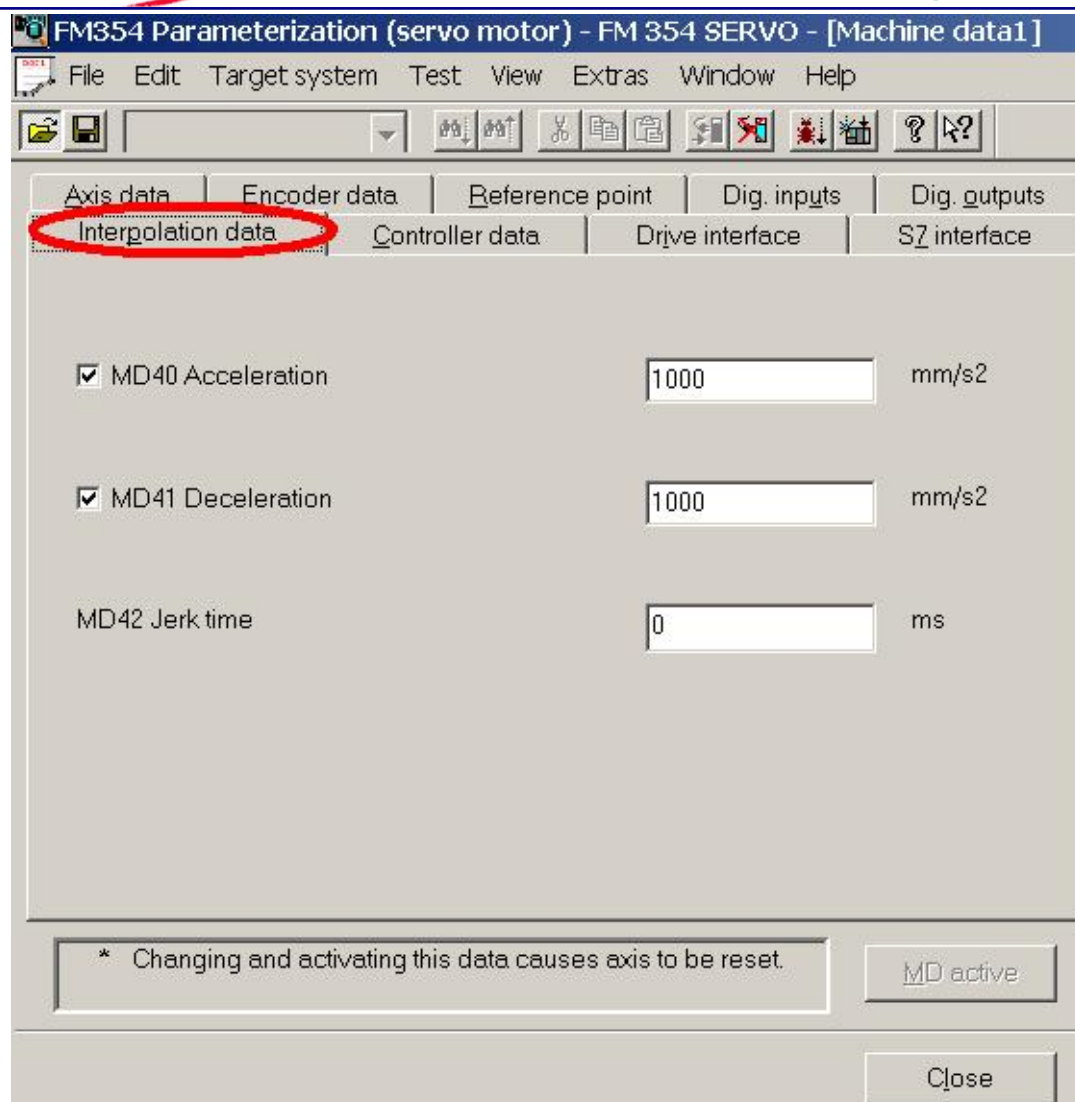 FM354 Parameterization (servo motor) - FM 354 SERVO - [Machine data1]
File Edit Target system Test View Extras Window Help
Axis data Encoder data Reference point Dig. inputs Dig. outputs
Interpolation data Controller data Drive interface S7 interface
MD40 Acceleration 1000 mm/s2
MD41 Deceleration 1000 mm/s2
MD42 Jerk time 0 ms
* Changing and activating this data causes axis to be reset.
MD active
Close